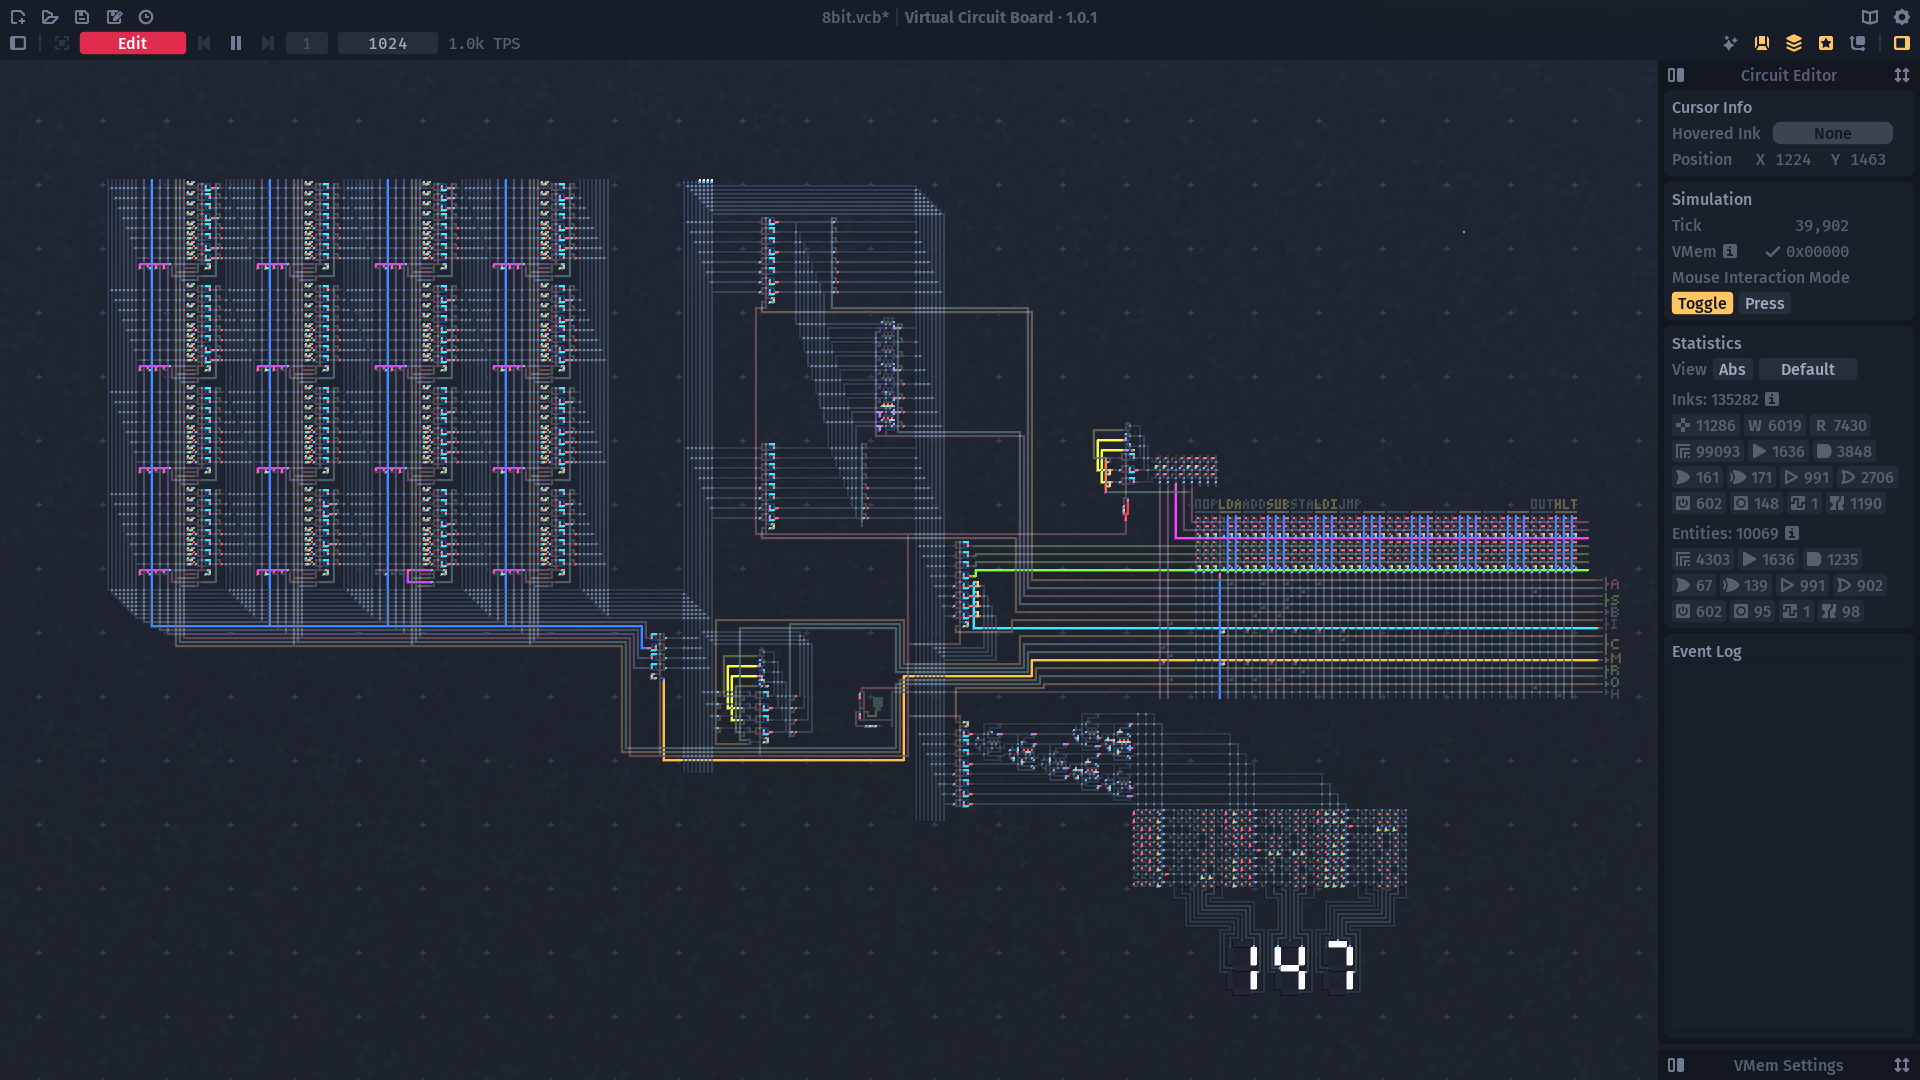 8bit.vcb* | Virtual Circuit Board · 1.0.1
Edit 1 1024 1.0k TPS
Circuit Editor
Cursor Info
Hovered Ink None
Position X 1224 Y 1463
Simulation
Tick 39,902
VMem 0x00000
Mouse Interaction Mode
Toggle Press
Statistics
View Abs Default
Inks: 135282
11286 W 6019 R 7430
99093 1636 3848
161 171 991 2706
602 148 1 1190
Entities: 10069
4303 1636 1235
67 139 991 902
602 95 1 98
Event Log
LDA ADD SUB STA LDI JMP OUT HLT
A
S
B
I
C
M
R
O
H
147
VMem Settings